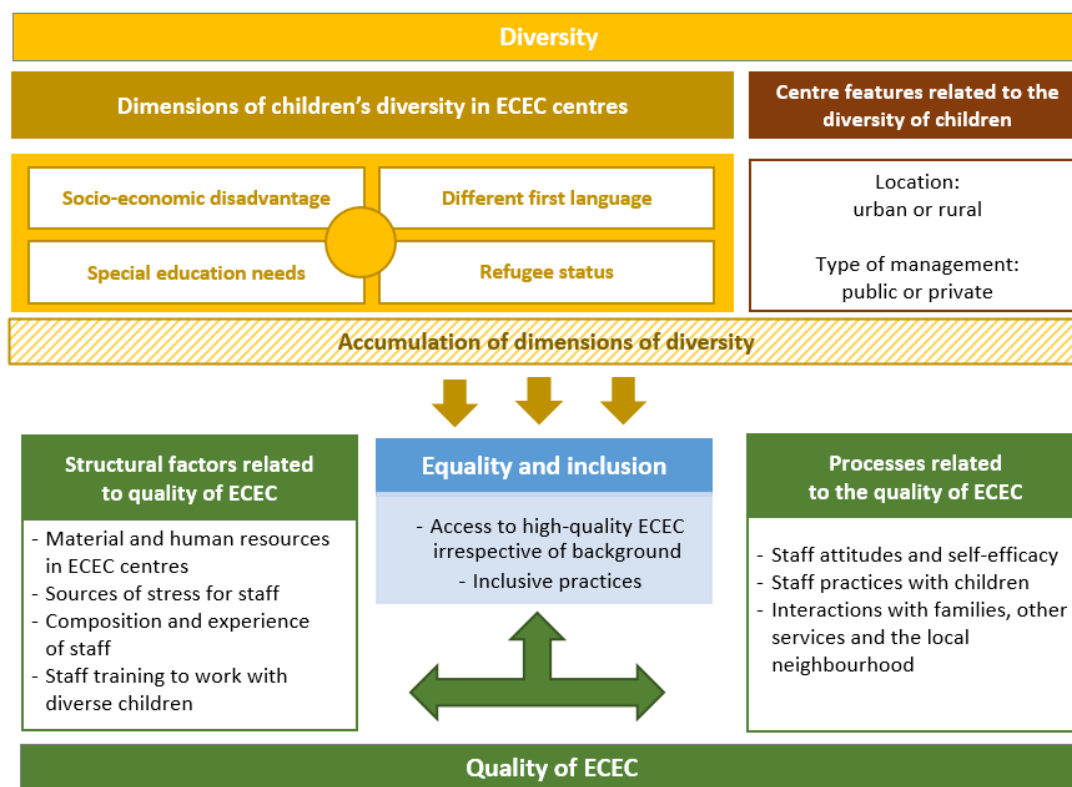 Diversity
Dimensions of children's diversity in ECEC centres
Centre features related to the
diversity of children
Socio-economic disadvantage
Different first language
Special education needs
Refugee status
Location:
urban or rural
Type of management:
public or private
Accumulation of dimensions of diversity
Structural factors related
to quality of ECEC
- Material and human resources
in ECEC centres
- Sources of stress for staff
- Composition and experience
of staff
- Staff training to work with
diverse children
Equality and inclusion
- Access to high-quality ECEC
irrespective of background
- Inclusive practices
Processes related
to the quality of ECEC
- Staff attitudes and self-efficacy
- Staff practices with children
- Interactions with families, other
services and the local
neighbourhood
Quality of ECEC